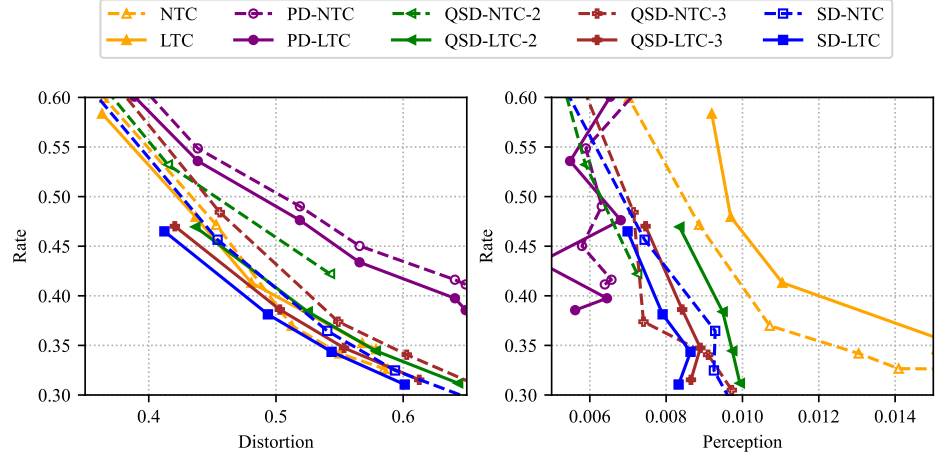 NTC PD-NTC QSD-NTC-2 QSD-NTC-3 SD-NTC
LTC PD-LTC QSD-LTC-2 QSD-LTC-3 SD-LTC
0.60
0.55
0.50
0.45
0.40
0.35
0.30
Rate
0.4 0.5 0.6
Distortion
0.60
0.55
0.50
0.45
0.40
0.35
0.30
Rate
0.006 0.008 0.010 0.012 0.014
Perception